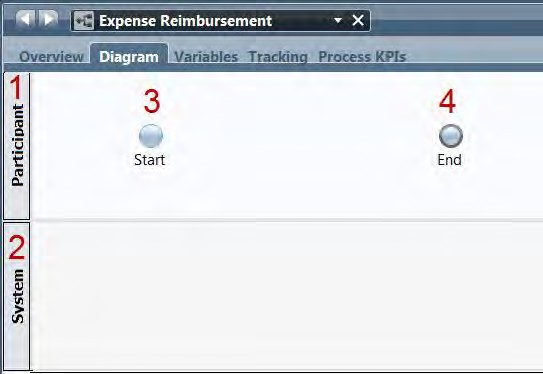 Expense Reimbursement
Overview Diagram Variables Tracking Process KPIs
1
Participant
3
Start
4
End
2
System